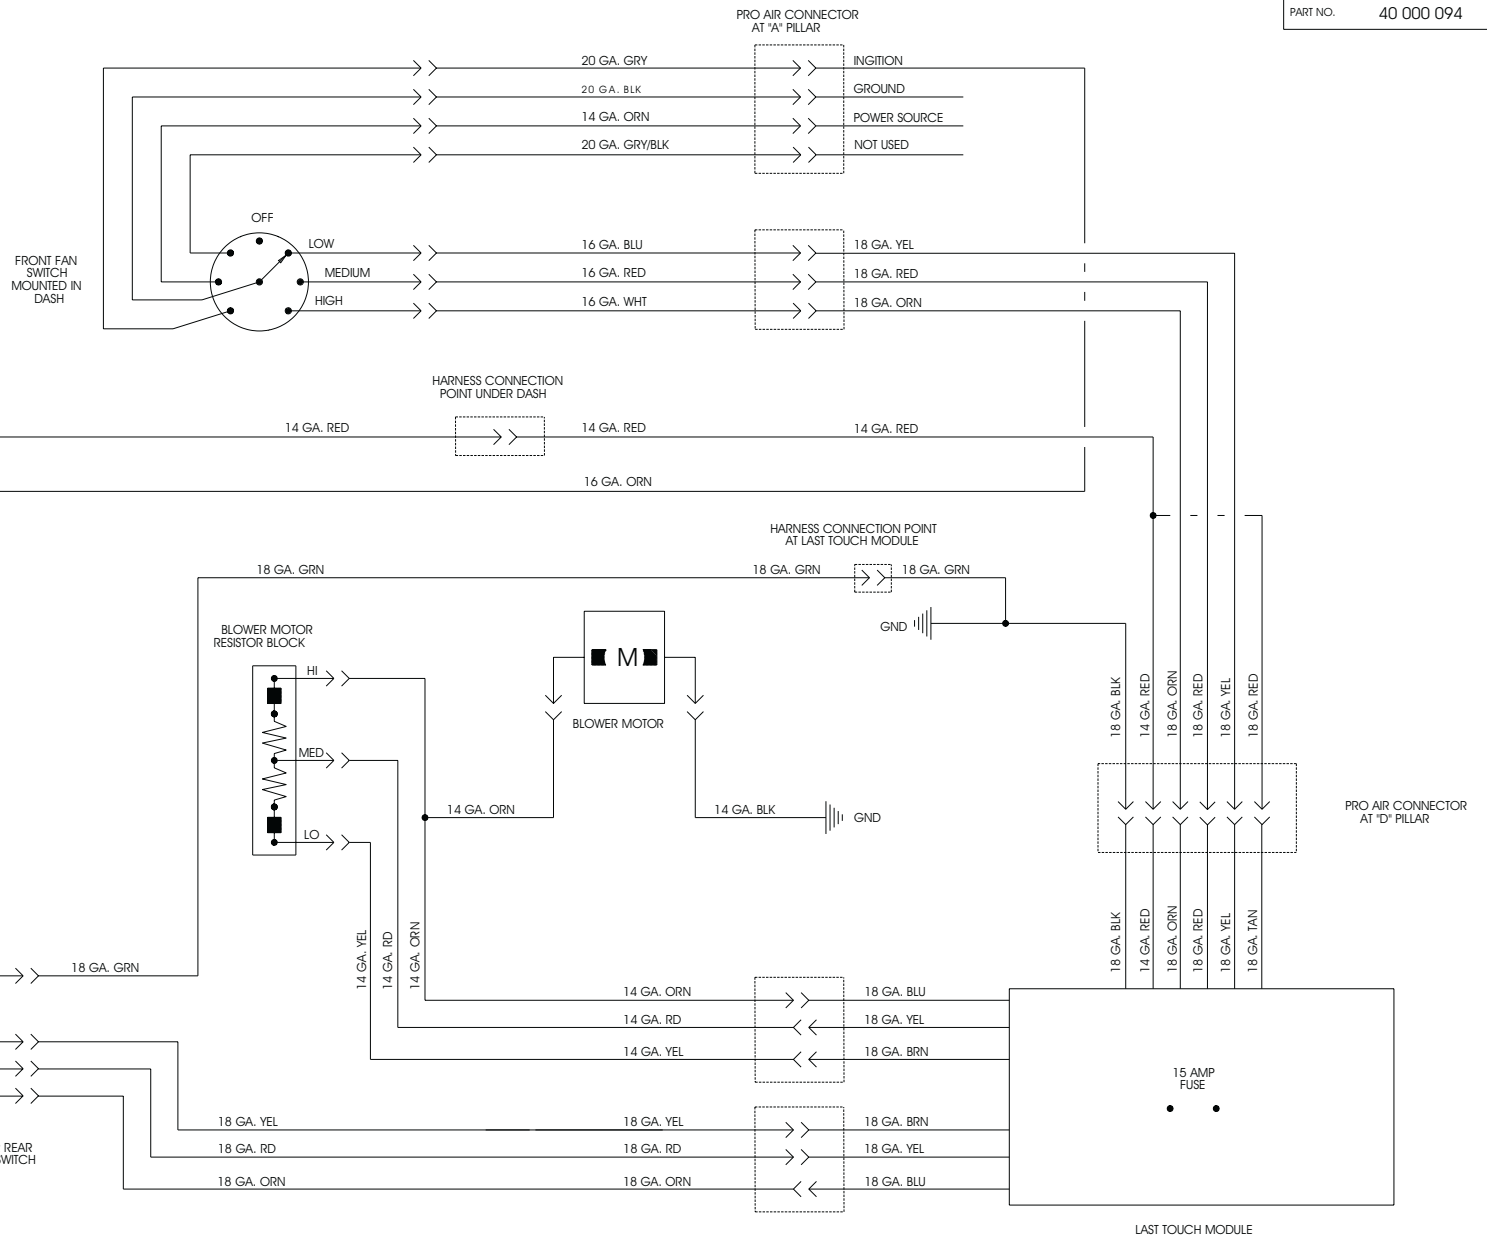 PART NO. 40 000 094
PRO AIR CONNECTOR
AT "A" PILLAR
20 GA. GRY
INGITION
20 GA. BLK
GROUND
14 GA. ORN
POWER SOURCE
20 GA. GRY/BLK
NOT USED
OFF
LOW
16 GA. BLU
18 GA. YEL
MEDIUM
16 GA. RED
18 GA. RED
HIGH
16 GA. WHT
18 GA. ORN
FRONT FAN
SWITCH
MOUNTED IN
DASH
HARNESS CONNECTION
POINT UNDER DASH
14 GA. RED
14 GA. RED
14 GA. RED
16 GA. ORN
HARNESS CONNECTION POINT
AT LAST TOUCH MODULE
18 GA. GRN
18 GA. GRN
18 GA. GRN
GND
BLOWER MOTOR
RESISTOR BLOCK
HI
MED
LO
M
BLOWER MOTOR
14 GA. ORN
14 GA. BLK
GND
18 GA. BLK
14 GA. RED
18 GA. ORN
18 GA. RED
18 GA. YEL
18 GA. RED
PRO AIR CONNECTOR
AT "D" PILLAR
18 GA. BLK
14 GA. RED
18 GA. ORN
18 GA. RED
18 GA. YEL
18 GA. TAN
14 GA. YEL
14 GA. RD
14 GA. ORN
18 GA. GRN
14 GA. ORN
18 GA. BLU
14 GA. RD
18 GA. YEL
14 GA. YEL
18 GA. BRN
15 AMP
FUSE
18 GA. YEL
18 GA. YEL
18 GA. BRN
REAR
SWITCH
18 GA. RD
18 GA. RD
18 GA. YEL
18 GA. ORN
18 GA. ORN
18 GA. BLU
LAST TOUCH MODULE